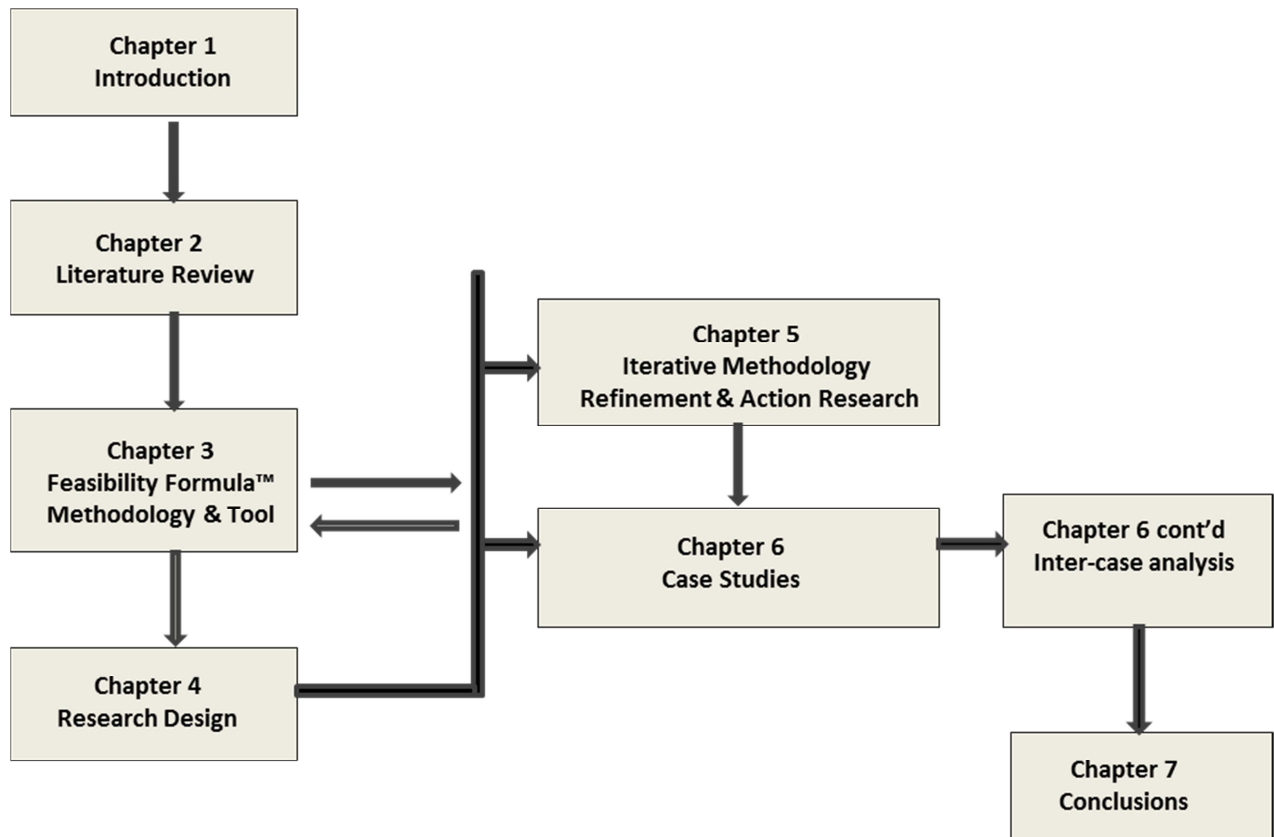 Chapter 1
Introduction
Chapter 2
Literature Review
Chapter 3
Feasibility Formula™
Methodology & Tool
Chapter 4
Research Design
Chapter 5
Iterative Methodology
Refinement & Action Research
Chapter 6
Case Studies
Chapter 6 cont’d
Inter-case analysis
Chapter 7
Conclusions